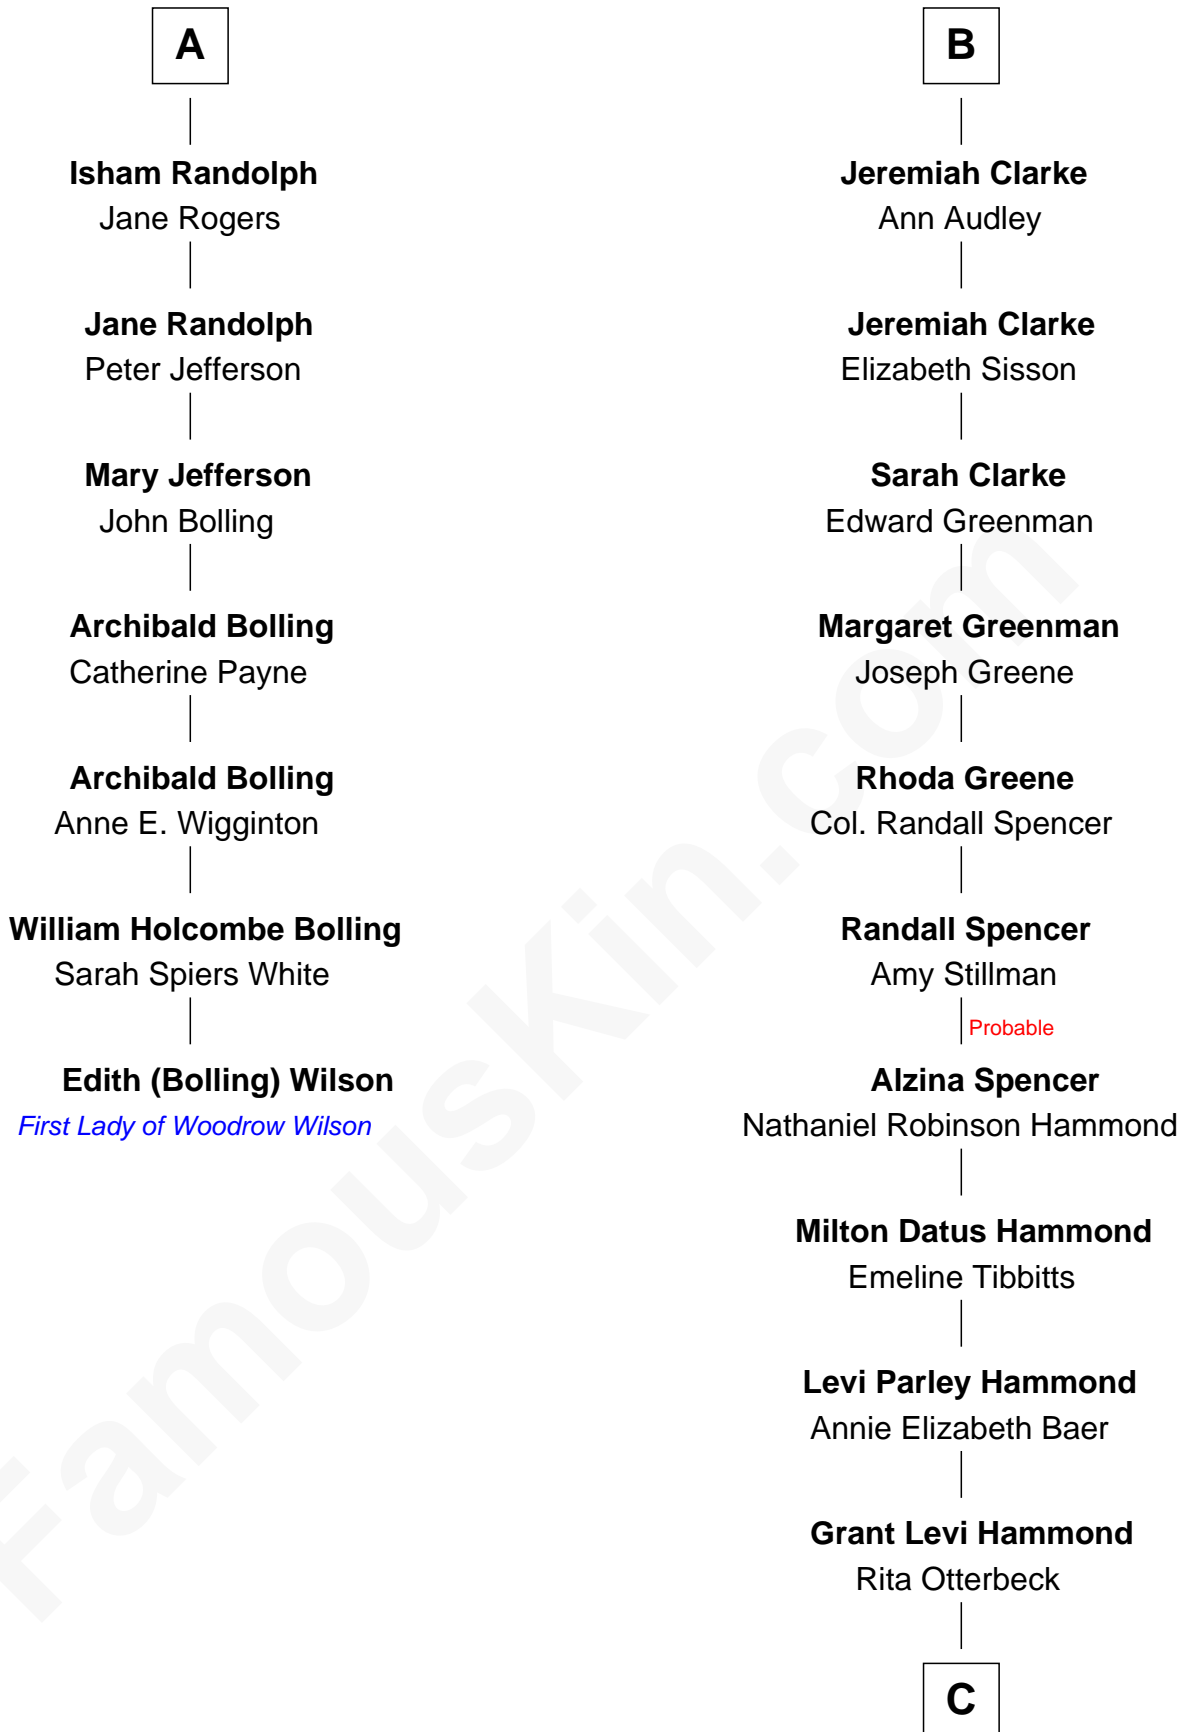 A
Isham Randolph
Jane Rogers
Jane Randolph
Peter Jefferson
Mary Jefferson
John Bolling
Archibald Bolling
Catherine Payne
Archibald Bolling
Anne E. Wigginton
William Holcombe Bolling
Sarah Spiers White
Edith (Bolling) Wilson
First Lady of Woodrow Wilson
B
Jeremiah Clarke
Ann Audley
Jeremiah Clarke
Elizabeth Sisson
Sarah Clarke
Edward Greenman
Margaret Greenman
Joseph Greene
Rhoda Greene
Col. Randall Spencer
Randall Spencer
Amy Stillman
Probable
Alzina Spencer
Nathaniel Robinson Hammond
Milton Datus Hammond
Emeline Tibbitts
Levi Parley Hammond
Annie Elizabeth Baer
Grant Levi Hammond
Rita Otterbeck
C
FamousKin.com